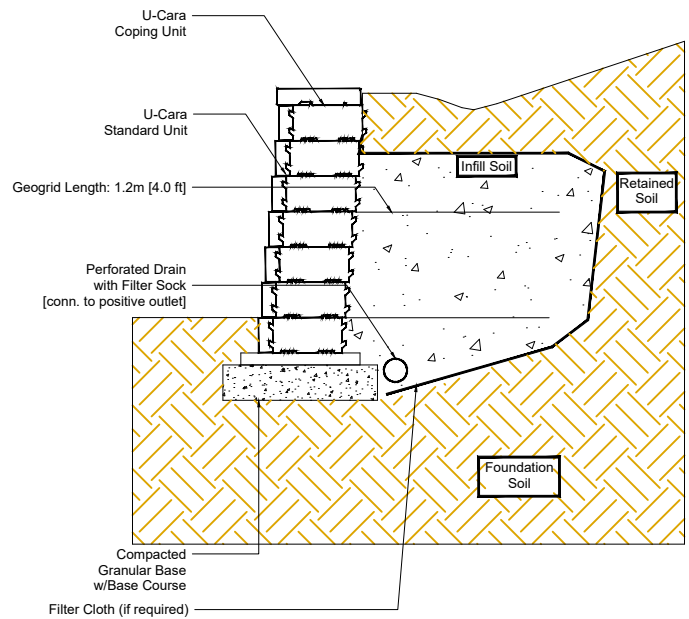 U-Cara
Coping Unit
U-Cara
Standard Unit
Infill Soil
Geogrid Length: 1.2m [4.0 ft]
Retained
Soil
Perforated Drain
with Filter Sock
[conn. to positive outlet]
Foundation
Soil
Compacted
Granular Base
w/Base Course
Filter Cloth (if required)